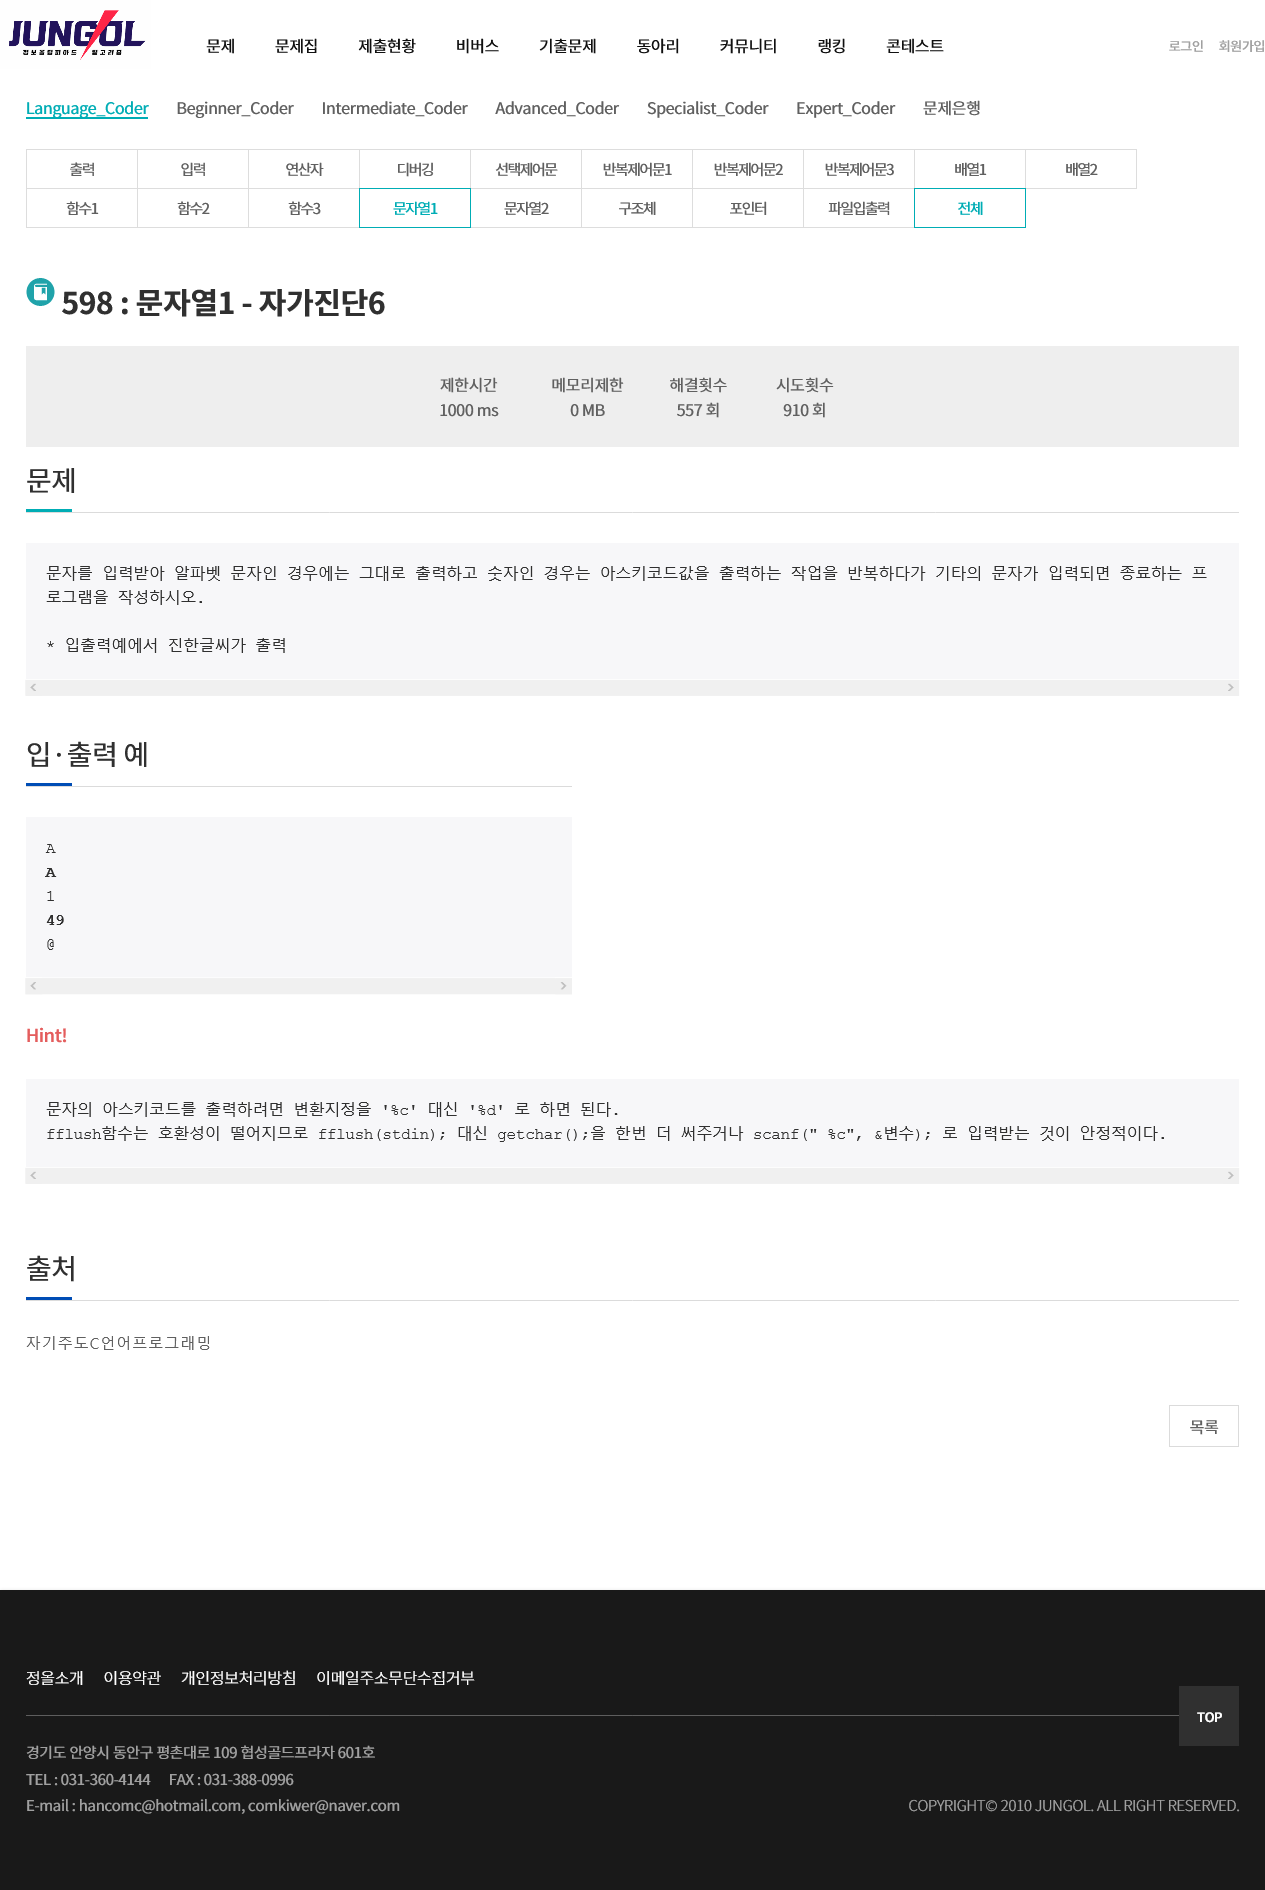 JUNGOL
정보올림피아드 알고리즘
문제 문제집 제출현황 비버스 기출문제 동아리 커뮤니티 랭킹 콘테스트 로그인 회원가입
Language_Coder Beginner_Coder Intermediate_Coder Advanced_Coder Specialist_Coder Expert_Coder 문제은행
출력 입력 연산자 디버깅 선택제어문 반복제어문1 반복제어문2 반복제어문3 배열1 배열2
함수1 함수2 함수3 문자열1 문자열2 구조체 포인터 파일입출력 전체
598 : 문자열1 - 자가진단6
제한시간 메모리제한 해결횟수 시도횟수
1000 ms 0 MB 557 회 910 회
문제
문자를 입력받아 알파벳 문자인 경우에는 그대로 출력하고 숫자인 경우는 아스키코드값을 출력하는 작업을 반복하다가 기타의 문자가 입력되면 종료하는 프
로그램을 작성하시오.
* 입출력예에서 진한글씨가 출력
입·출력 예
A
A
1
49
@
Hint!
문자의 아스키코드를 출력하려면 변환지정을 '%c' 대신 '%d' 로 하면 된다.
fflush함수는 호환성이 떨어지므로 fflush(stdin); 대신 getchar();을 한번 더 써주거나 scanf(" %c", &변수); 로 입력받는 것이 안정적이다.
출처
자기주도C언어프로그래밍
목록
정올소개 이용약관 개인정보처리방침 이메일주소무단수집거부
TOP
경기도 안양시 동안구 평촌대로 109 협성골드프라자 601호
TEL : 031-360-4144 FAX : 031-388-0996
E-mail : hancomc@hotmail.com, comkiwer@naver.com COPYRIGHT© 2010 JUNGOL. ALL RIGHT RESERVED.